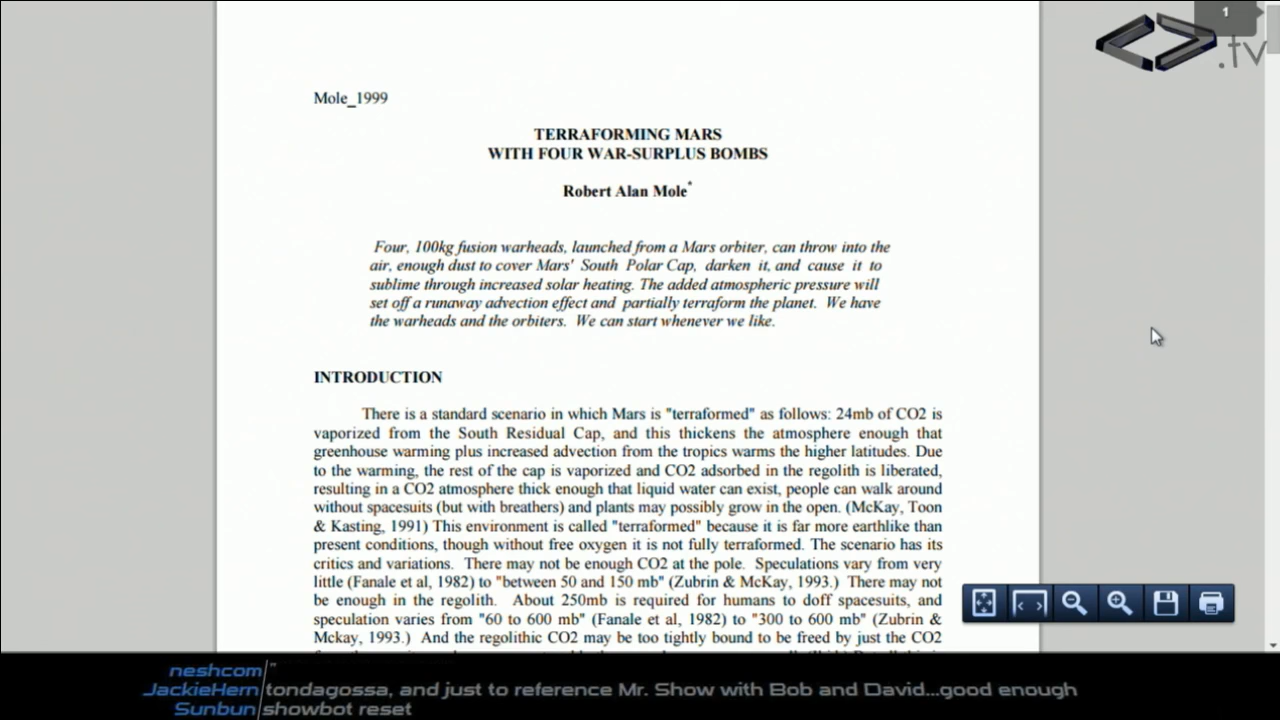 1
.tv
Mole_1999
TERRAFORMING MARS
WITH FOUR WAR-SURPLUS BOMBS
Robert Alan Mole*
Four, 100kg fusion warheads, launched from a Mars orbiter, can throw into the
air, enough dust to cover Mars' South Polar Cap, darken it, and cause it to
sublime through increased solar heating. The added atmospheric pressure will
set off a runaway advection effect and partially terraform the planet. We have
the warheads and the orbiters. We can start whenever we like.
INTRODUCTION
There is a standard scenario in which Mars is "terraformed" as follows: 24mb of CO2 is
vaporized from the South Residual Cap, and this thickens the atmosphere enough that
greenhouse warming plus increased advection from the tropics warms the higher latitudes. Due
to the warming, the rest of the cap is vaporized and CO2 adsorbed in the regolith is liberated,
resulting in a CO2 atmosphere thick enough that liquid water can exist, people can walk around
without spacesuits (but with breathers) and plants may possibly grow in the open. (McKay, Toon
& Kasting, 1991) This environment is called "terraformed" because it is far more earthlike than
present conditions, though without free oxygen it is not fully terraformed. The scenario has its
critics and variations. There may not be enough CO2 at the pole. Speculations vary from very
little (Fanale et al, 1982) to "between 50 and 150 mb" (Zubrin & McKay, 1993.) There may not
be enough in the regolith. About 250mb is required for humans to doff spacesuits, and
speculation varies from "60 to 600 mb" (Fanale et al, 1982) to "300 to 600 mb" (Zubrin &
Mckay, 1993.) And the regolithic CO2 may be too tightly bound to be freed by just the CO2
neshcom "
JackieHern tondagossa, and just to reference Mr. Show with Bob and David...good enough
Sunbun showbot reset